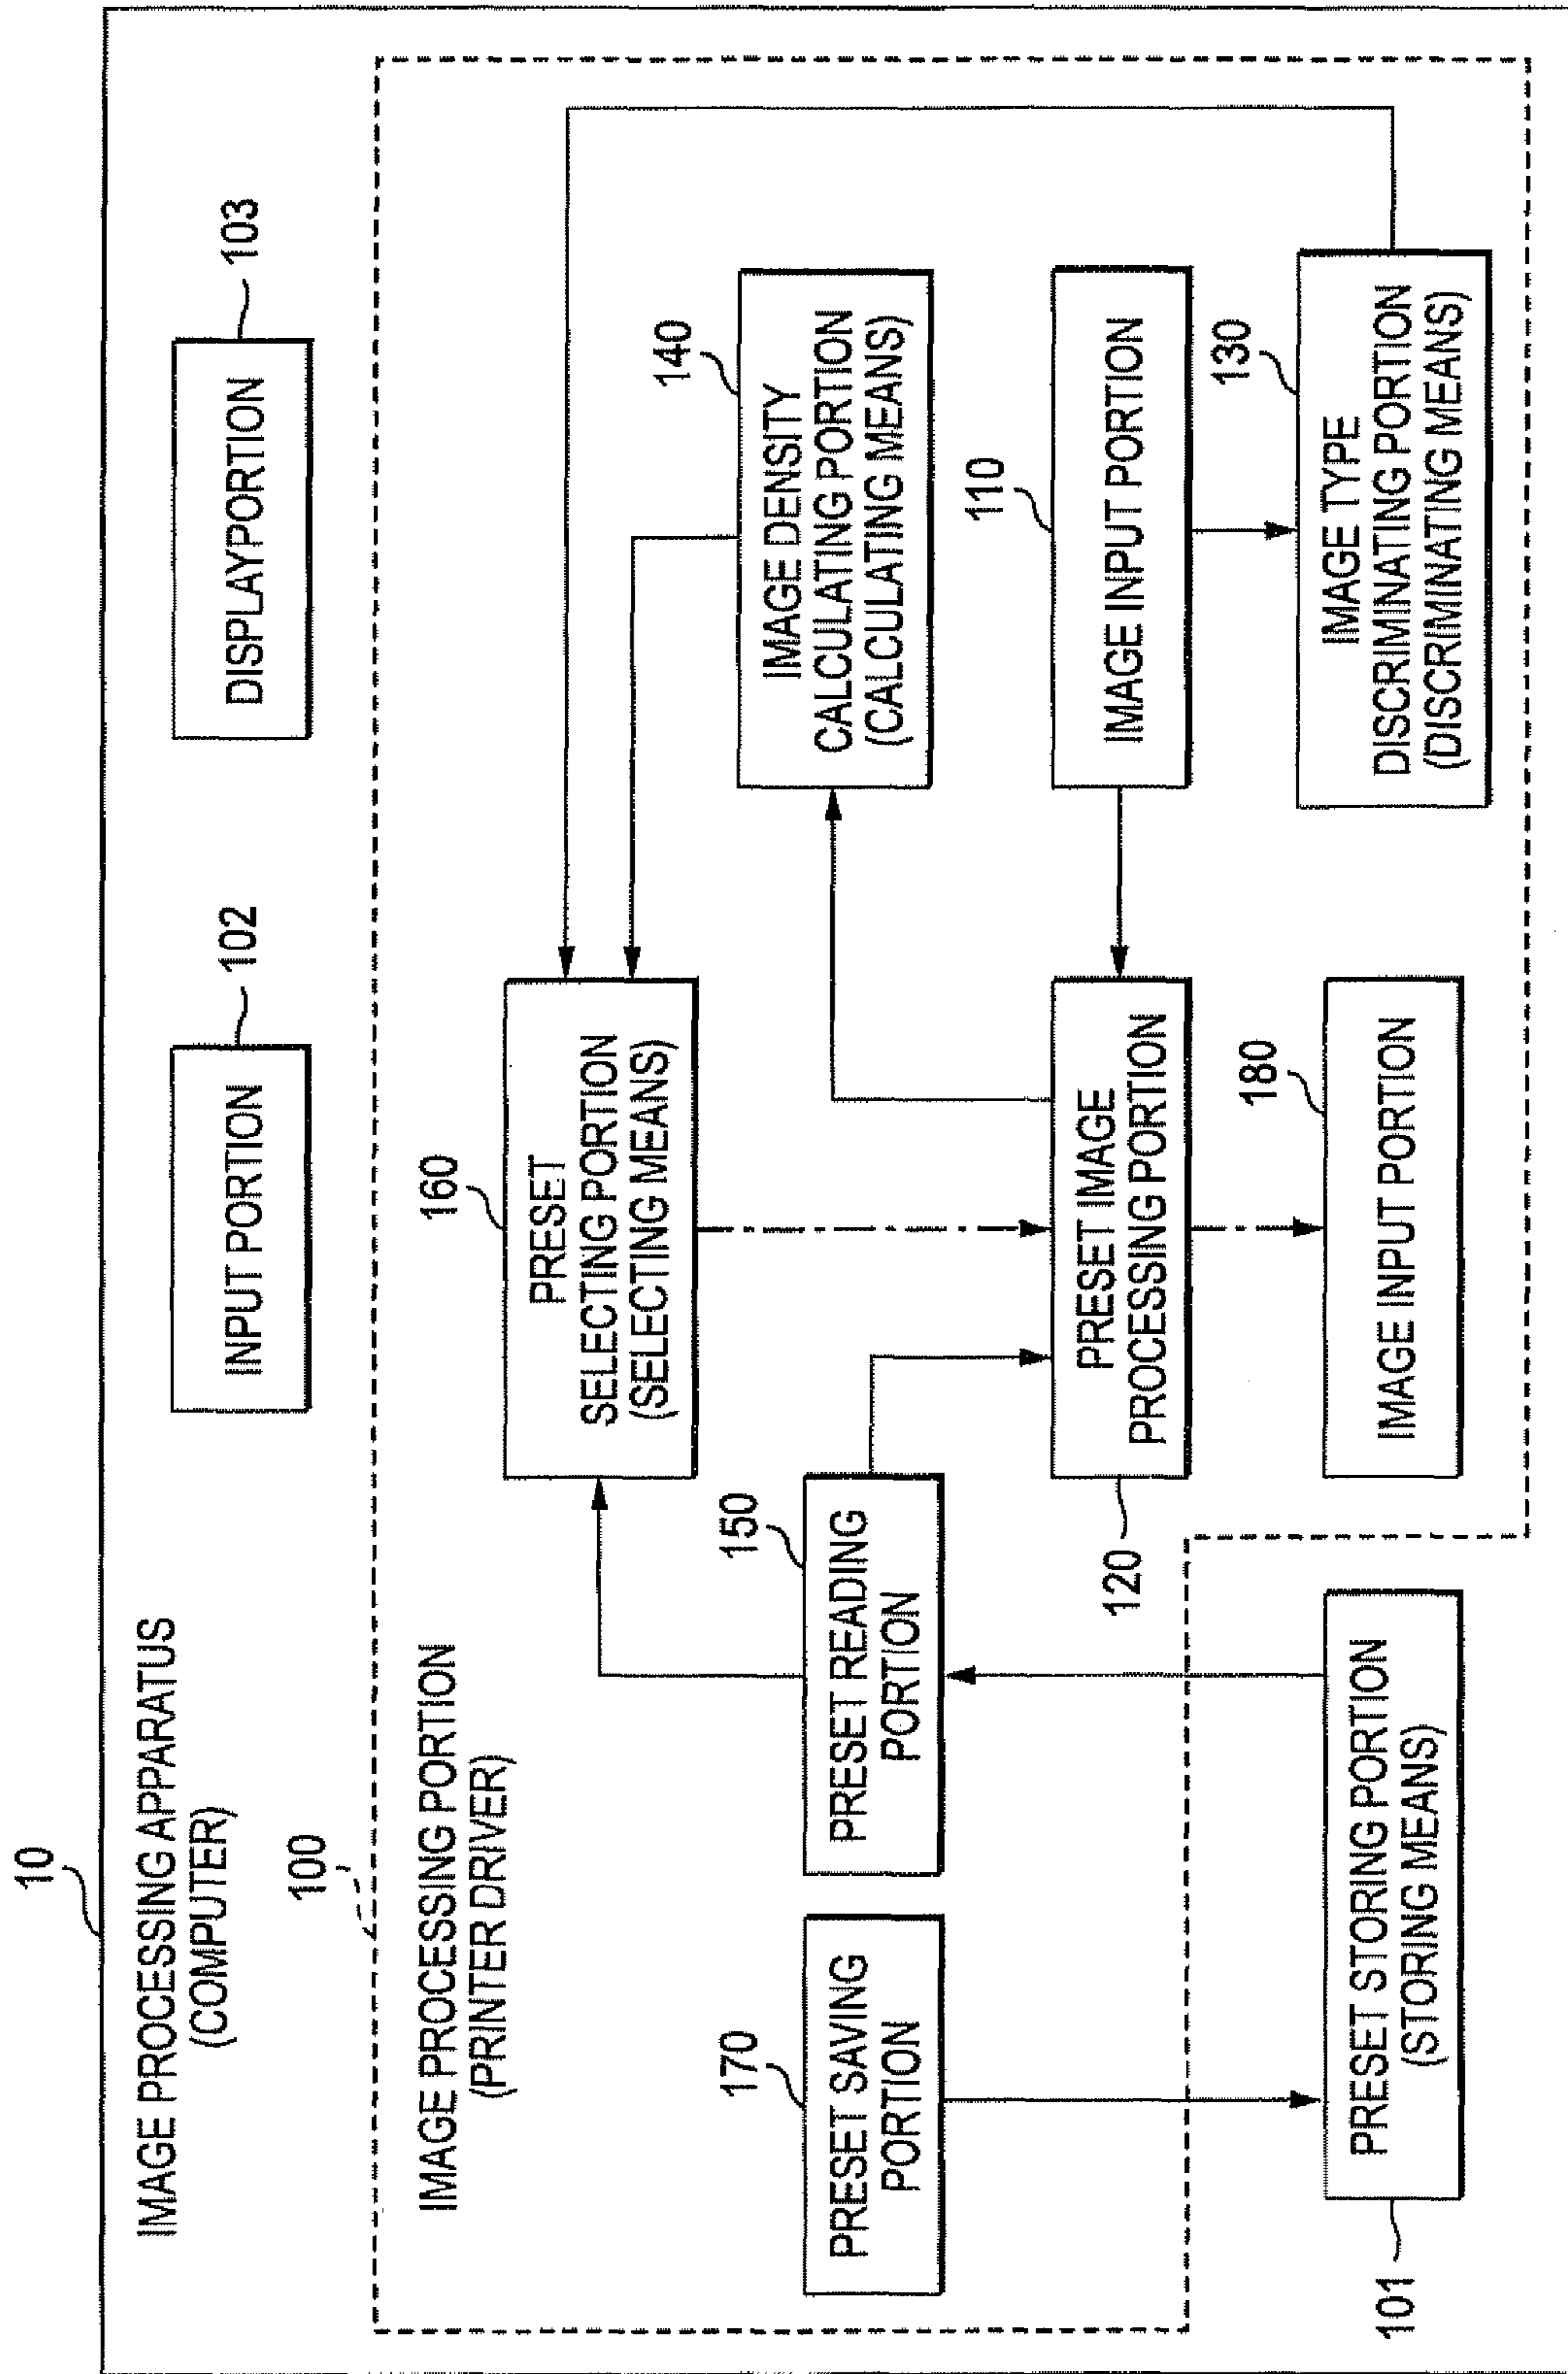 10
IMAGE PROCESSING APPARATUS
(COMPUTER)
INPUT PORTION
102
DISPLAYPORTION
103
100
IMAGE PROCESSING PORTION
(PRINTER DRIVER)
160
PRESET
SELECTING PORTION
(SELECTING MEANS)
140
IMAGE DENSITY
CALCULATING PORTION
(CALCULATING MEANS)
170
PRESET SAVING
PORTION
150
PRESET READING
PORTION
110
IMAGE INPUT PORTION
120
PRESET IMAGE
PROCESSING PORTION
130
IMAGE TYPE
DISCRIMINATING PORTION
(DISCRIMINATING MEANS)
180
IMAGE INPUT PORTION
101
PRESET STORING PORTION
(STORING MEANS)